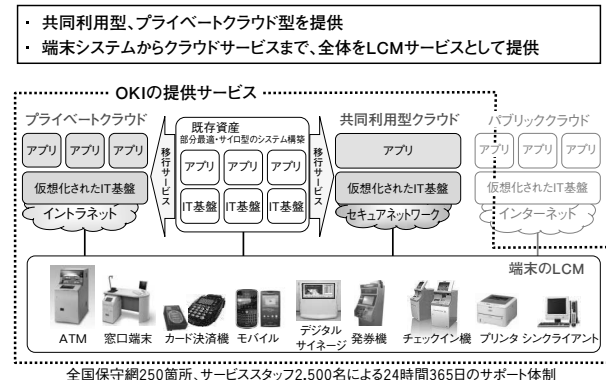 ・ 共同利用型、プライベートクラウド型を提供
・ 端末システムからクラウドサービスまで、全体をLCMサービスとして提供
OKIの提供サービス
プライベートクラウド
アプリ アプリ アプリ
仮想化されたIT基盤
イントラネット
移行サービス
既存資産
部分最適・サイロ型のシステム構築
アプリ アプリ アプリ
IT基盤 IT基盤 IT基盤
移行サービス
共同利用型クラウド
アプリ
仮想化されたIT基盤
セキュアネットワーク
パブリッククラウド
アプリ アプリ アプリ
仮想化されたIT基盤
インターネット
端末のLCM
ATM 窓口端末 カード決済機 モバイル デジタルサイネージ 発券機 チェックイン機 プリンタ シンクライアント
全国保守網250箇所、サービススタッフ2,500名による24時間365日のサポート体制